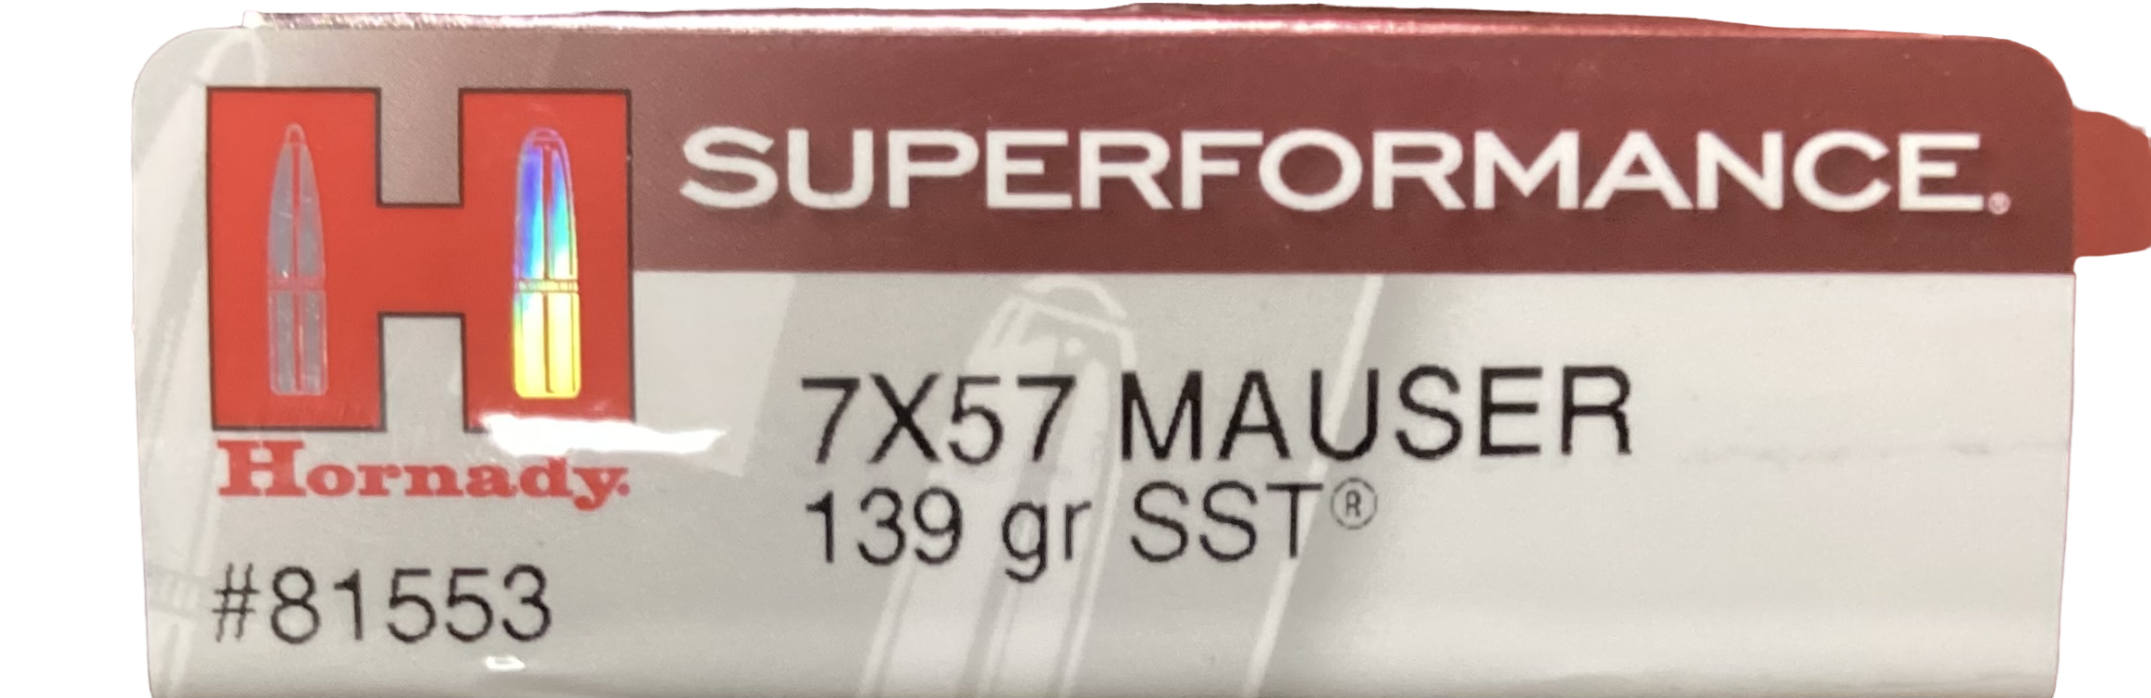 SUPERFORMANCE®
Hornady®
7X57 MAUSER
139 gr SST®
#81553